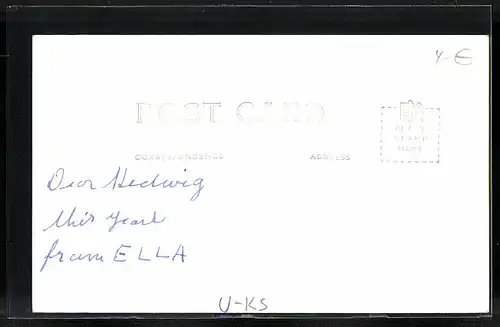 4-€
POST CARD
CORRESPONDENCE ADDRESS
PLACE
STAMP
HERE
Dear Hedwig
this year
from ELLA
U-KS